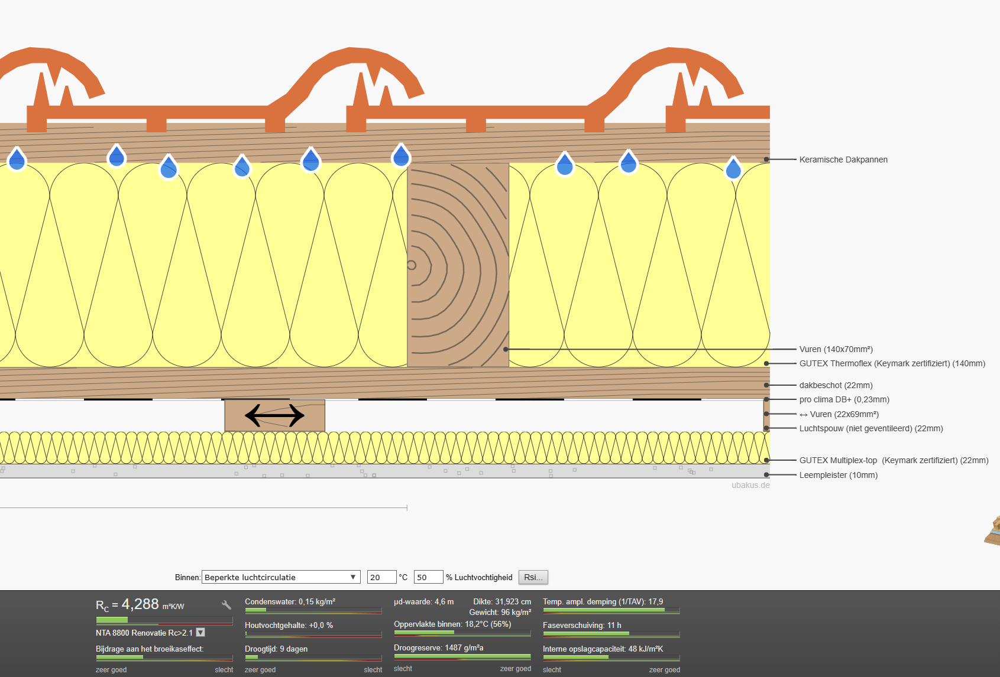 Keramische Dakpannen
Vuren (140x70mm²)
GUTEX Thermoflex (Keymark zertifiziert) (140mm)
dakbeschot (22mm)
pro clima DB+ (0,23mm)
↔ Vuren (22x69mm²)
Luchtspouw (niet geventileerd) (22mm)
GUTEX Multiplex-top (Keymark zertifiziert) (22mm)
Leempleister (10mm)
ubakus.de
Binnen: Beperkte luchtcirculatie ▼ 20 °C 50 % Luchtvochtigheid Rsi...
RC = 4,288 m²K/W
NTA 8800 Renovatie Rc>2.1 ▼
Bijdrage aan het broeikaseffect:
zeer goed slecht
Condenswater: 0,15 kg/m²
Houtvochtgehalte: +0,0 %
Droogtijd: 9 dagen
zeer goed slecht
µd-waarde: 4,6 m Dikte: 31,923 cm
Gewicht: 96 kg/m²
Oppervlakte binnen: 18,2°C (56%)
Droogreserve: 1487 g/m²a
slecht zeer goed
Temp. ampl. demping (1/TAV): 17,9
Faseverschuiving: 11 h
Interne opslagcapaciteit: 48 kJ/m²K
slecht zeer goed